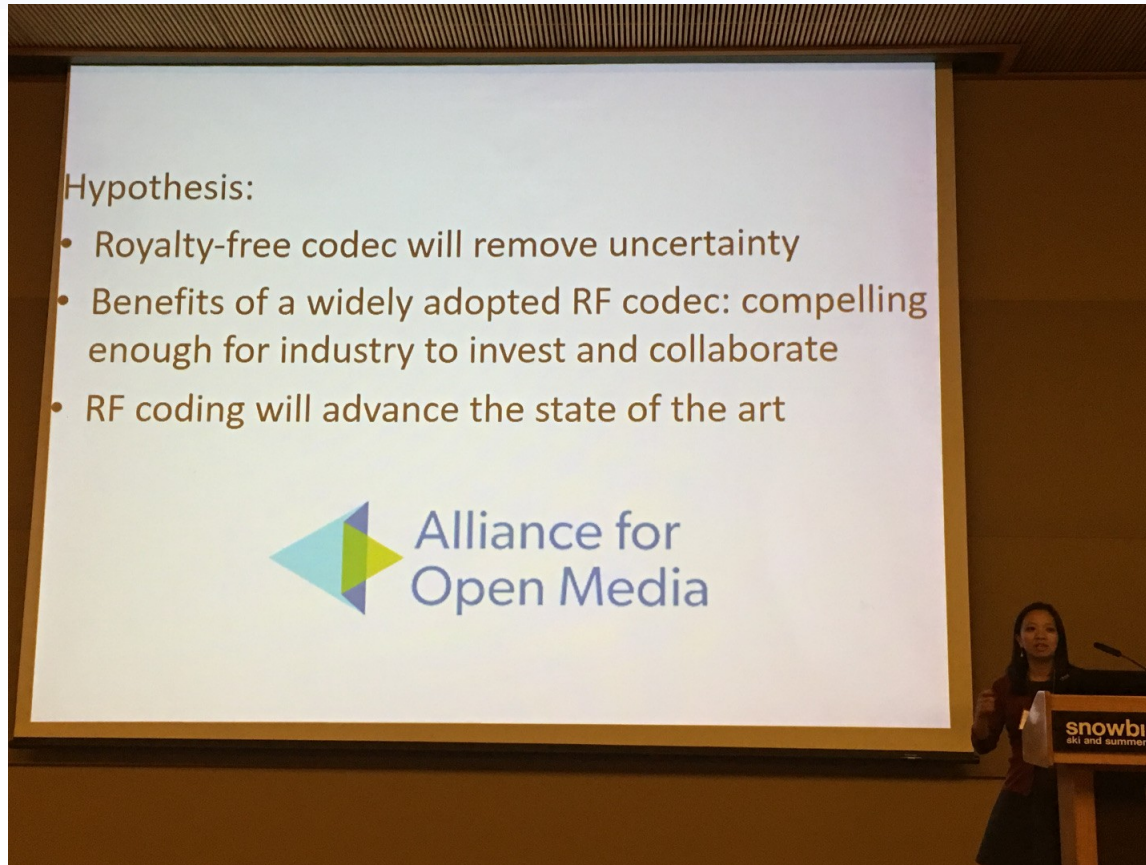 Hypothesis:
• Royalty-free codec will remove uncertainty
• Benefits of a widely adopted RF codec: compelling
enough for industry to invest and collaborate
• RF coding will advance the state of the art
Alliance for
Open Media
snowbi
ski and summer